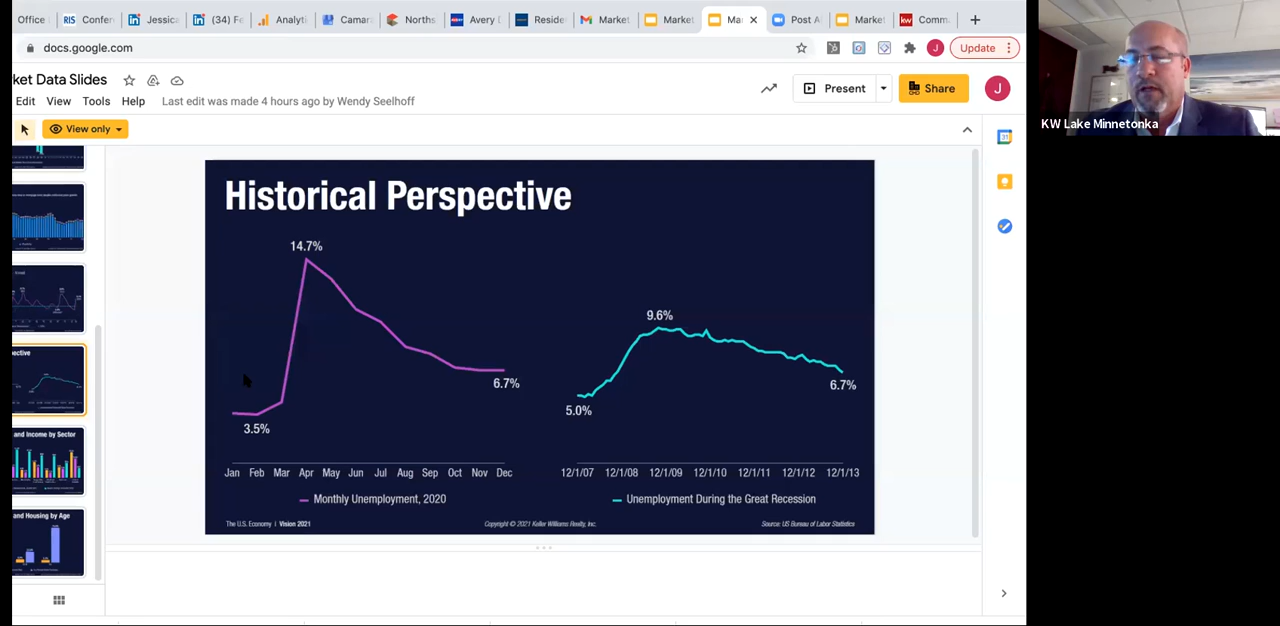 Office
Confer
Jessica
(34) Fe
Analyti
Camar
Norths
Avery
Reside
Market
Market
Ma
Post A
Market
Comm
docs.google.com
Update
ket Data Slides
Edit View Tools Help Last edit was made 4 hours ago by Wendy Seelhoff
Present
Share
J
View only
KW Lake Minnetonka
Historical Perspective
14.7%
9.6%
6.7%
6.7%
5.0%
3.5%
Jan Feb Mar Apr May Jun Jul Aug Sep Oct Nov Dec
12/1/07 12/1/08 12/1/09 12/1/10 12/1/11 12/1/12 12/1/13
Monthly Unemployment, 2020
Unemployment During the Great Recession
The U.S. Economy | Vision 2021
Copyright © 2021 Keller Williams Realty, Inc.
Source: US Bureau of Labor Statistics
pective
and Income by Sector
and Housing by Age